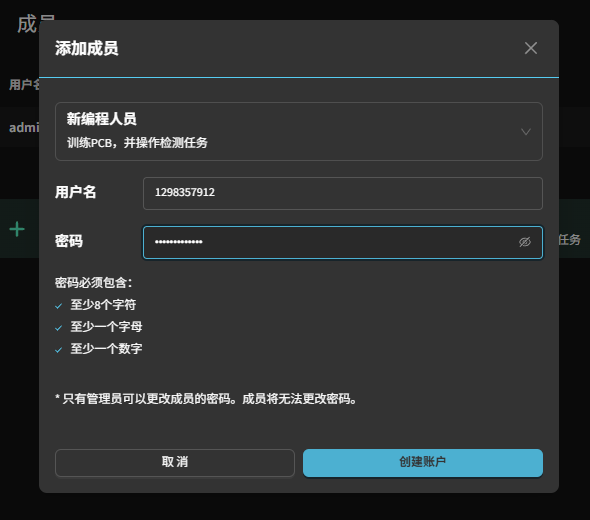 成员
添加成员
用户名
新编程人员
训练PCB，并操作检测任务
admi
用户名
1298357912
密码
•••••••••••••
任务
密码必须包含：
至少8个字符
至少一个字母
至少一个数字
* 只有管理员可以更改成员的密码。成员将无法更改密码。
取消
创建账户